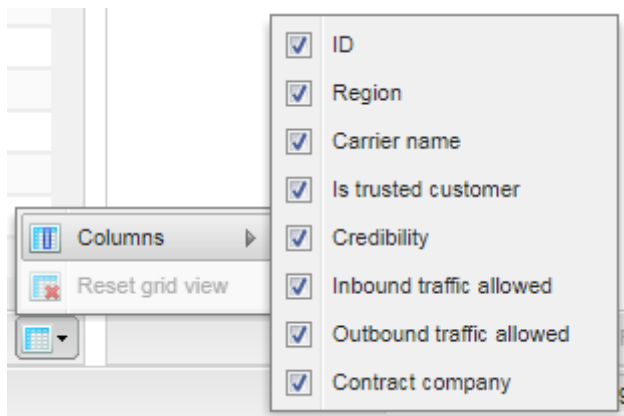 ID
Region
Carrier name
Is trusted customer
Columns
Credibility
Reset grid view
Inbound traffic allowed
Outbound traffic allowed
Contract company